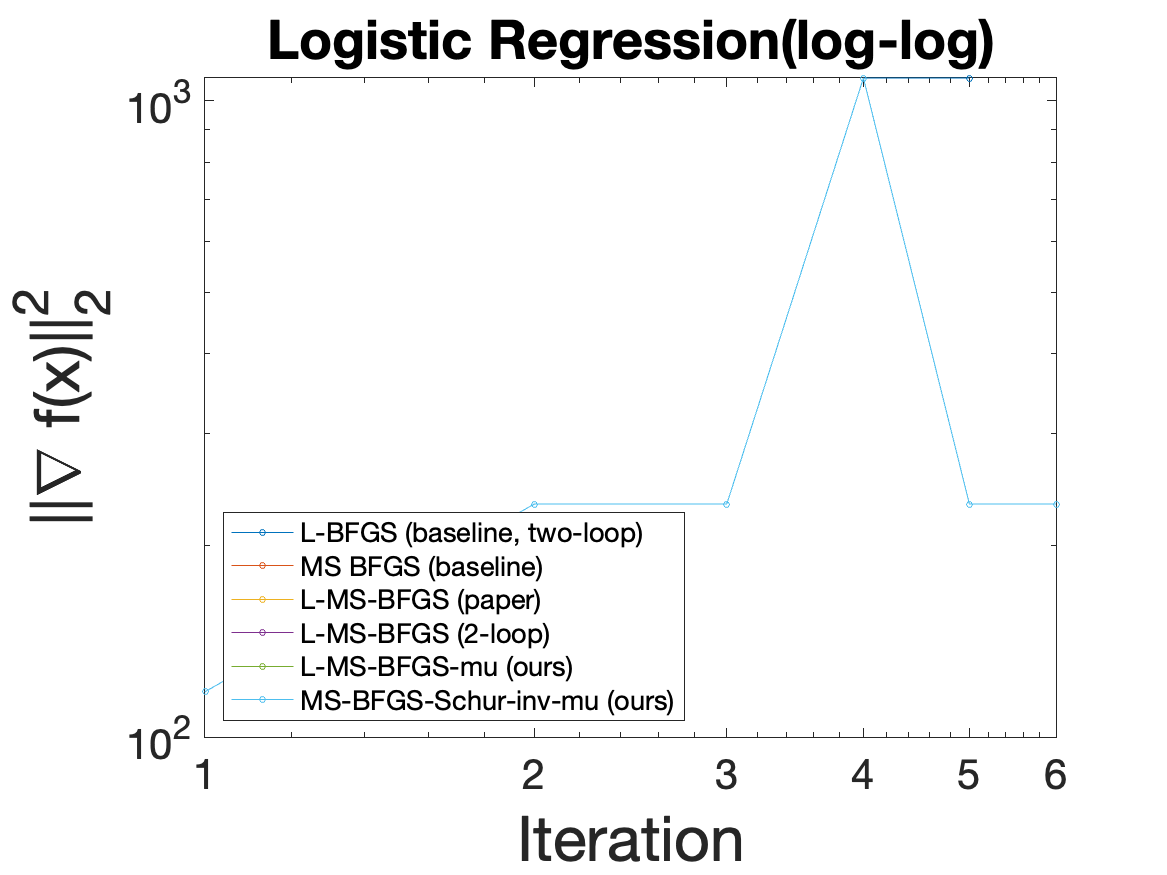 Logistic Regression(log-log)
10^3
10^2
||∇ f(x)||_2^2
L-BFGS (baseline, two-loop)
MS BFGS (baseline)
L-MS-BFGS (paper)
L-MS-BFGS (2-loop)
L-MS-BFGS-mu (ours)
MS-BFGS-Schur-inv-mu (ours)
1 2 3 4 5 6
Iteration